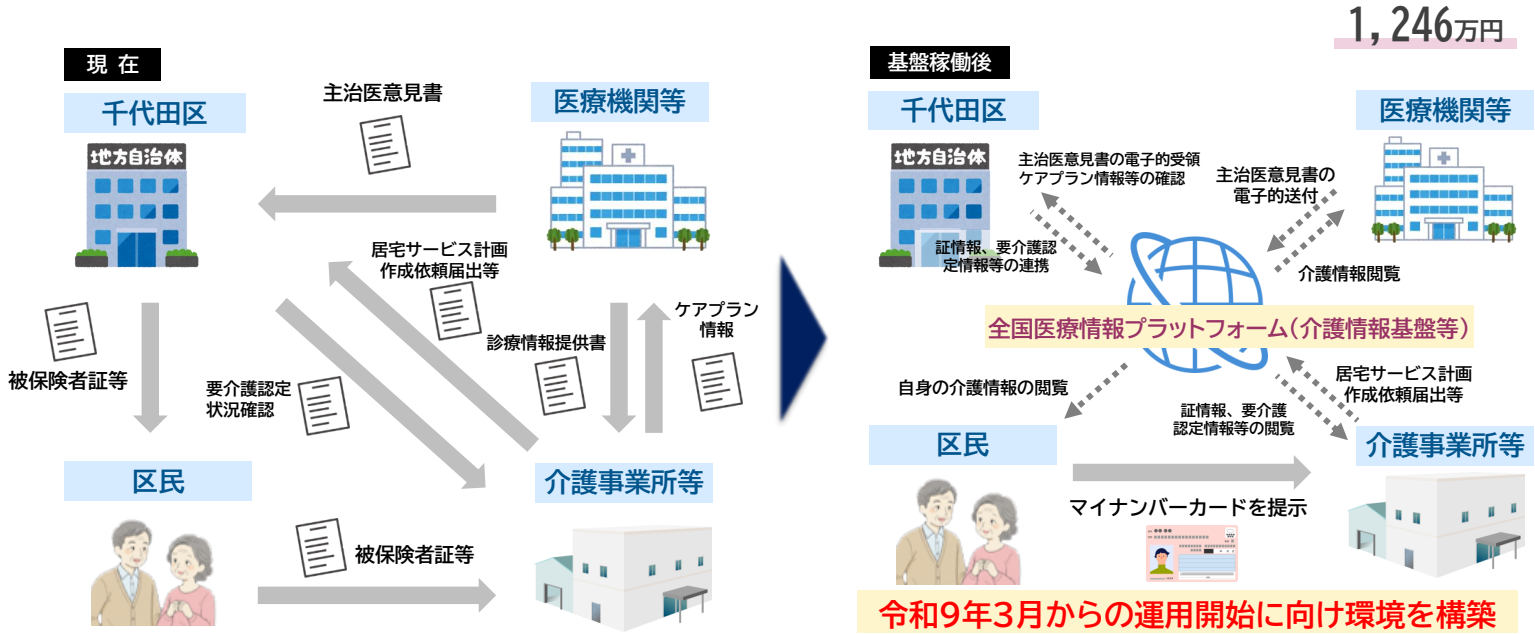 1,246万円
現 在
千代田区
地方自治体
主治医意見書
医療機関等
居宅サービス計画
作成依頼届出等
診療情報提供書
ケアプラン
情報
被保険者証等
要介護認定
状況確認
区民
介護事業所等
被保険者証等
基盤稼働後
千代田区
地方自治体
主治医意見書の電子的受領
ケアプラン情報等の確認
主治医意見書の
電子的送付
医療機関等
証情報、要介護認
定情報等の連携
介護情報閲覧
全国医療情報プラットフォーム(介護情報基盤等)
自身の介護情報の閲覧
居宅サービス計画
作成依頼届出等
証情報、要介護
認定情報等の閲覧
区民
介護事業所等
マイナンバーカードを提示
令和9年3月からの運用開始に向け環境を構築